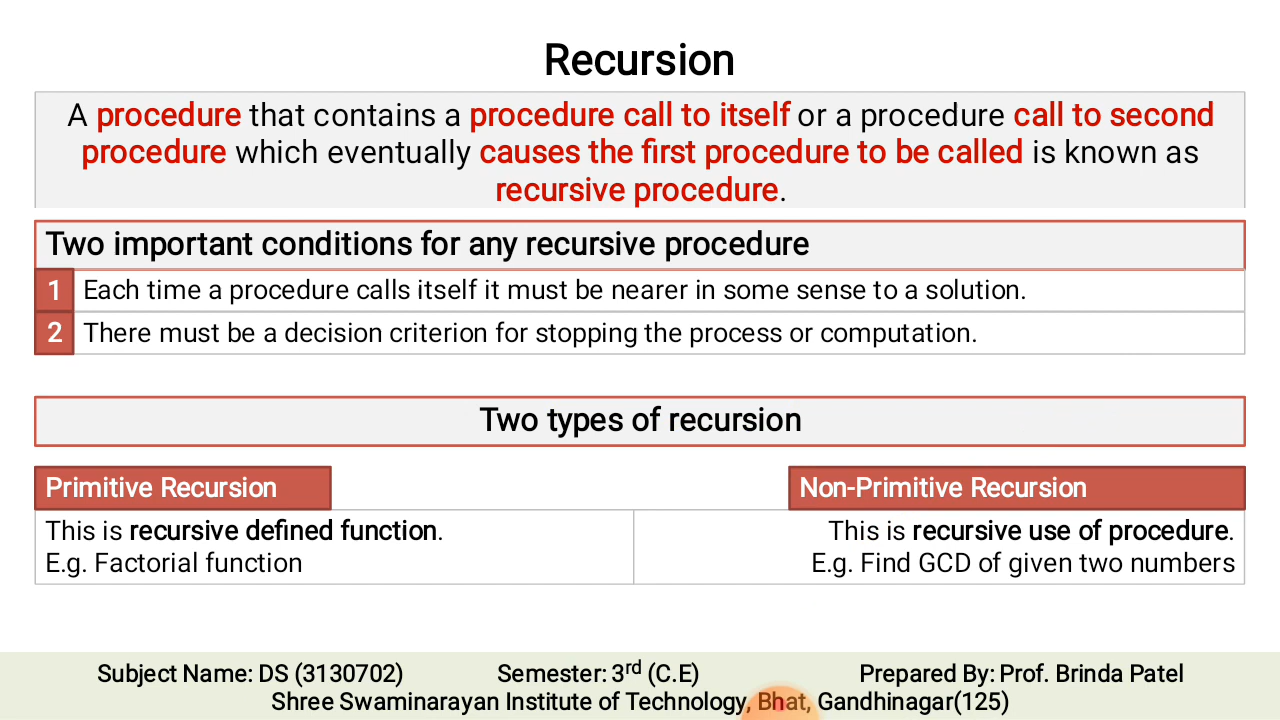 Recursion
A procedure that contains a procedure call to itself or a procedure call to second
procedure which eventually causes the first procedure to be called is known as
recursive procedure.
Two important conditions for any recursive procedure
1 Each time a procedure calls itself it must be nearer in some sense to a solution.
2 There must be a decision criterion for stopping the process or computation.
Two types of recursion
Primitive Recursion
This is recursive defined function.
E.g. Factorial function
Non-Primitive Recursion
This is recursive use of procedure.
E.g. Find GCD of given two numbers
Subject Name: DS (3130702) Semester: 3rd (C.E) Prepared By: Prof. Brinda Patel
Shree Swaminarayan Institute of Technology, Bhat, Gandhinagar(125)